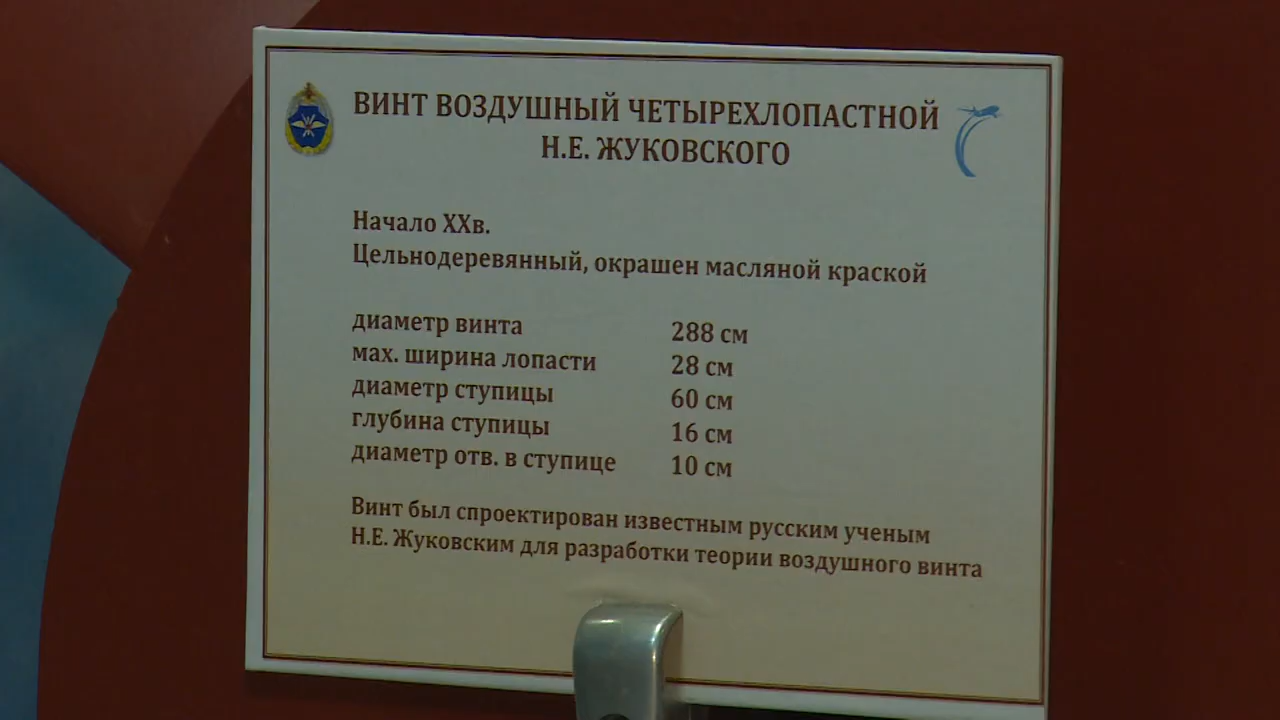 ВИНТ ВОЗДУШНЫЙ ЧЕТЫРЕХЛОПАСТНОЙ
Н.Е. ЖУКОВСКОГО
Начало XXв.
Цельнодеревянный, окрашен масляной краской
диаметр винта 288 см
мах. ширина лопасти 28 см
диаметр ступицы 60 см
глубина ступицы 16 см
диаметр отв. в ступице 10 см
Винт был спроектирован известным русским ученым
Н.Е. Жуковским для разработки теории воздушного винта